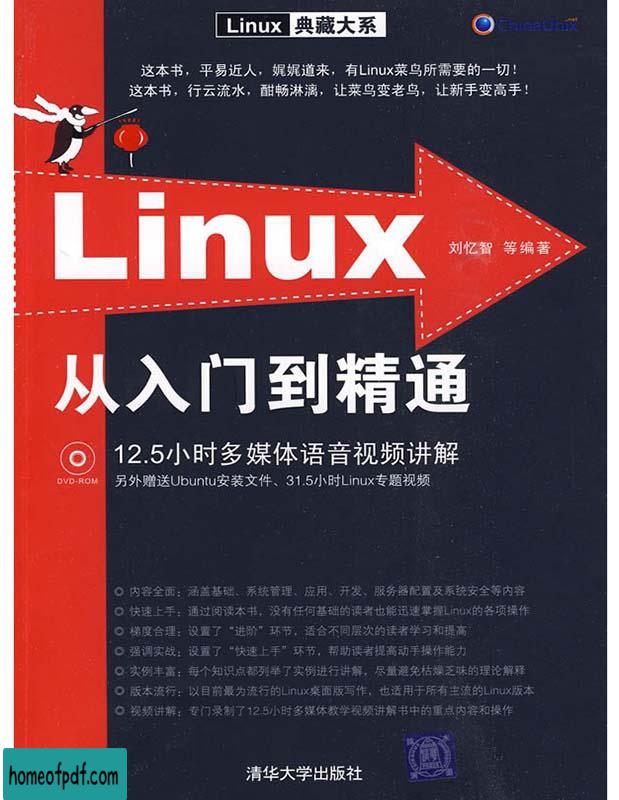 Linux 典藏大系
ChinaUnix.net
这本书，平易近人，娓娓道来，有Linux菜鸟所需要的一切！
这本书，行云流水，酣畅淋漓，让菜鸟变老鸟，让新手变高手！
Linux
刘忆智 等编著
从入门到精通
DVD-ROM
12.5小时多媒体语音视频讲解
另外赠送Ubuntu安装文件、31.5小时Linux专题视频
内容全面：涵盖基础、系统管理、应用、开发、服务器配置及系统安全等内容
快速上手：通过阅读本书，没有任何基础的读者也能迅速掌握Linux的各项操作
梯度合理：设置了“进阶”环节，适合不同层次的读者学习和提高
强调实战：设置了“快速上手”环节，帮助读者提高动手操作能力
实例丰富：每个知识点都列举了实例进行讲解，尽量避免枯燥乏味的理论解释
版本流行：以目前最为流行的Linux桌面版写作，也适用于所有主流的Linux版本
视频讲解：专门录制了12.5小时多媒体教学视频讲解书中的重点内容和操作
清华大学出版社
homeofpdf.com